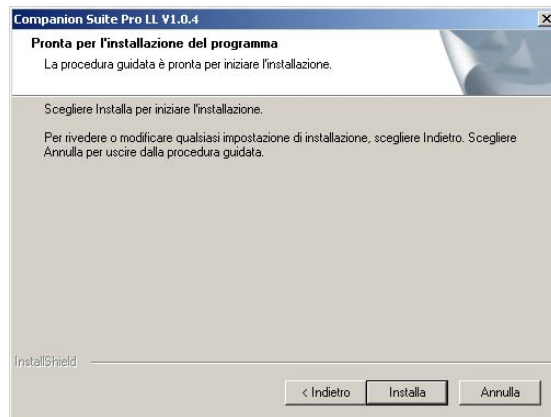 Companion Suite Pro LL V1.0.4
Pronta per l'installazione del programma
La procedura guidata è pronta per iniziare l'installazione.
Scegliere Installa per iniziare l'installazione.
Per rivedere o modificare qualsiasi impostazione di installazione, scegliere Indietro. Scegliere
Annulla per uscire dalla procedura guidata.
InstallShield
< Indietro Installa Annulla